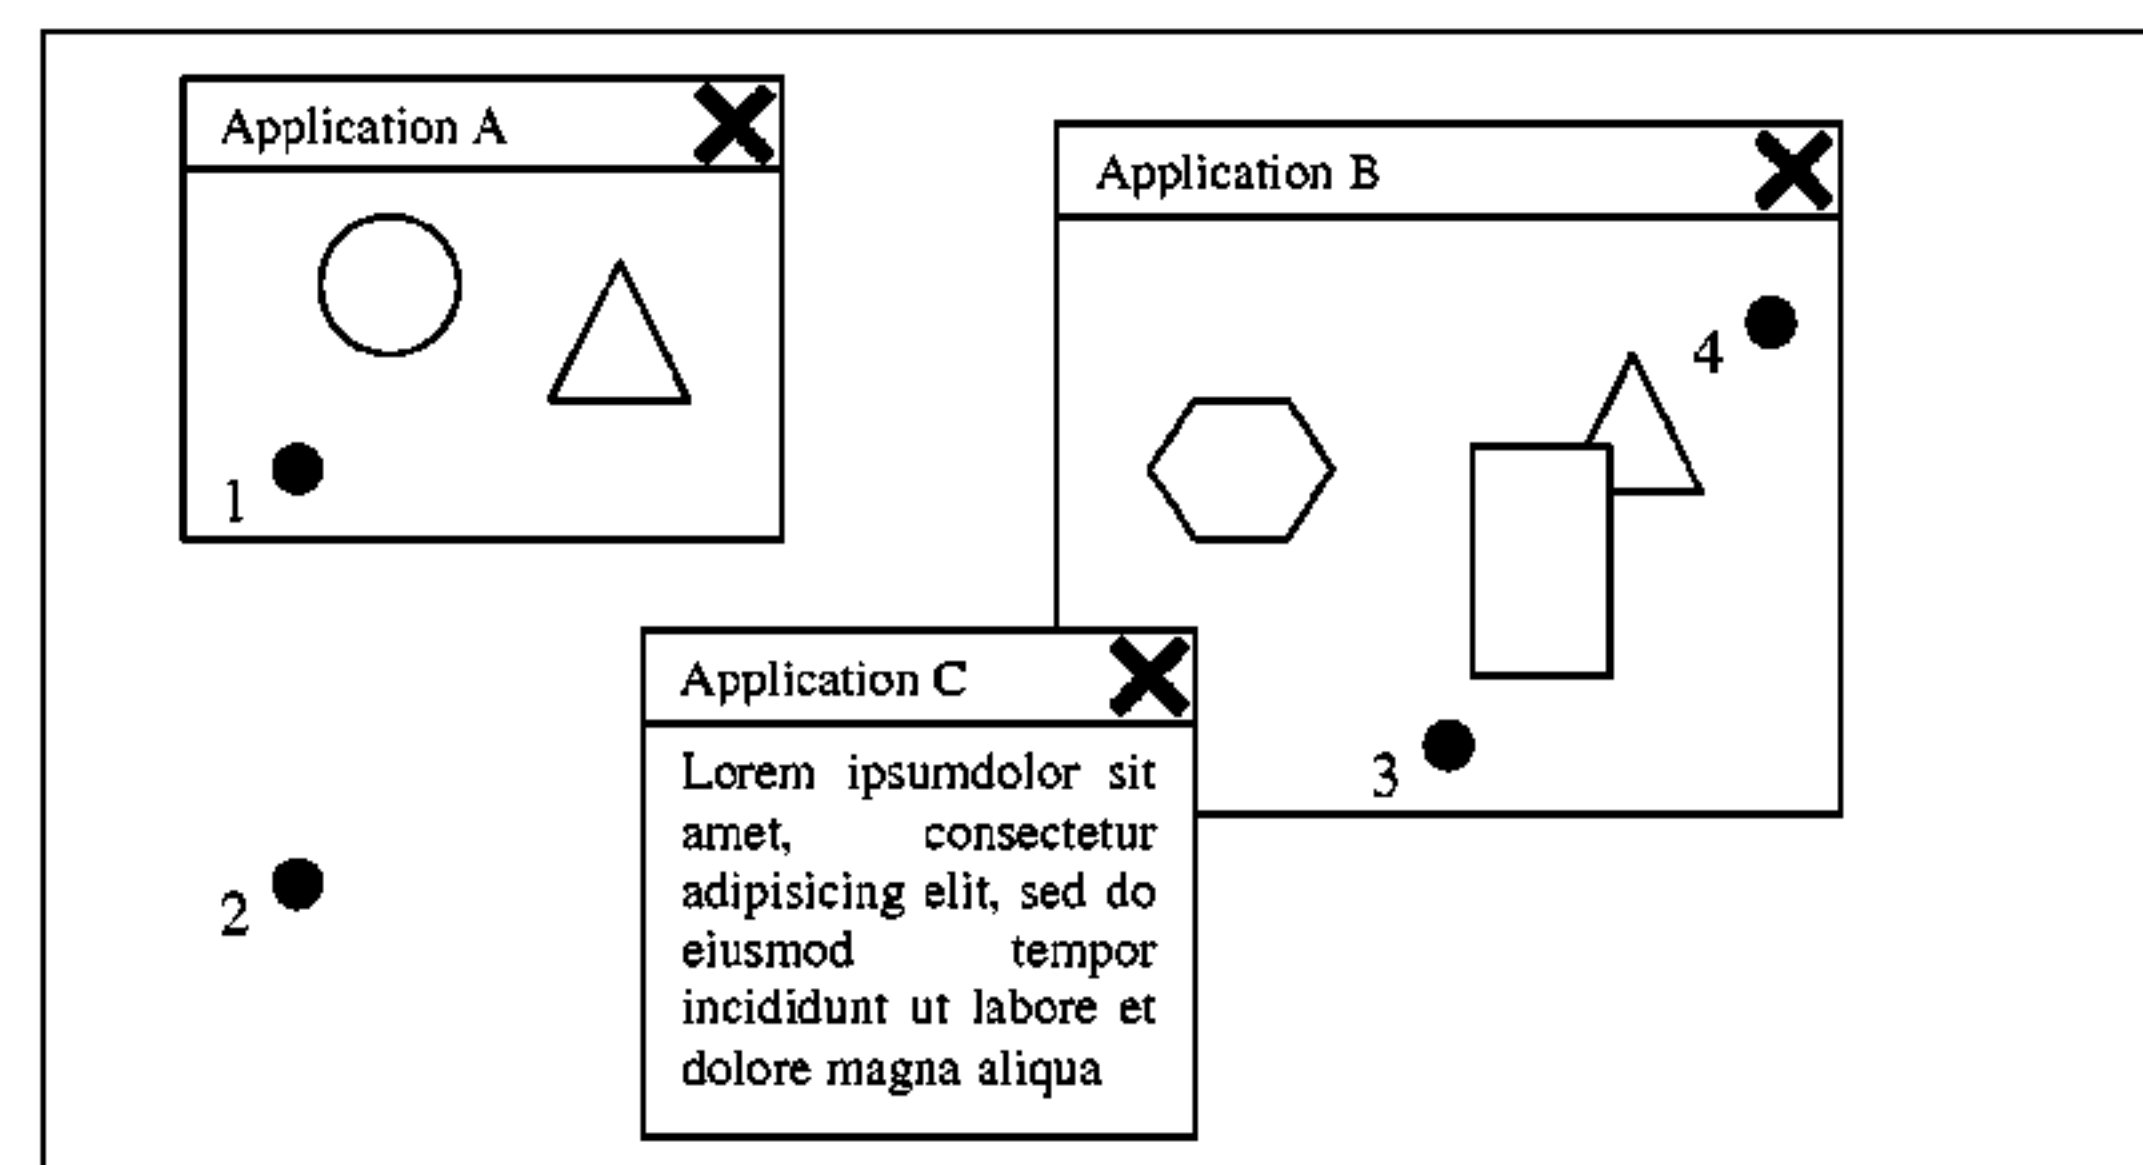 Application A
Application B
4
1
Application C
3
Lorem ipsumdolor sit
amet, consectetur
adipisicing elit, sed do
eiusmod tempor
incididunt ut labore et
dolore magna aliqua
2